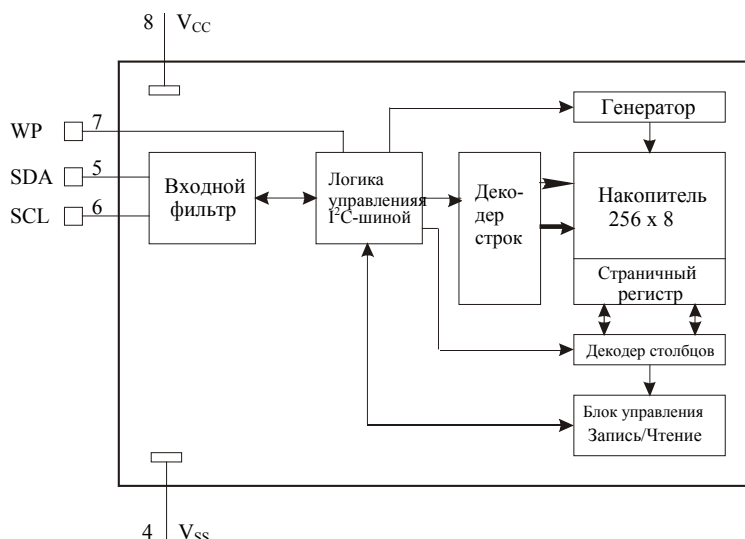 8 VCC
WP 7
SDA 5
SCL 6
Входной
фильтр
Логика
управленияя
I²C-шиной
Деко-
дер
строк
Генератор
Накопитель
256 x 8
Страничный
регистр
Декодер столбцов
Блок управления
Запись/Чтение
4 VSS